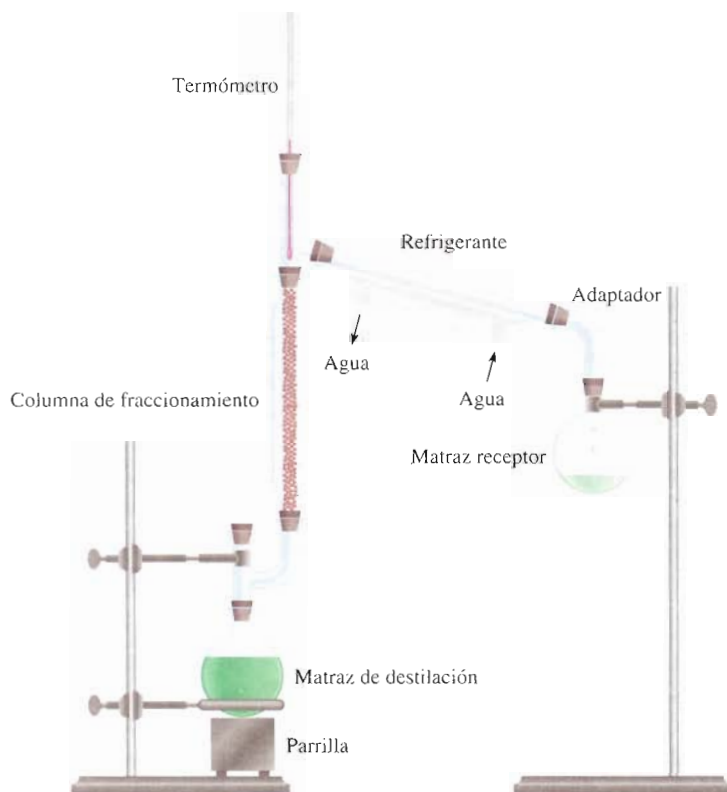 Termómetro
Refrigerante
Adaptador
Agua
Agua
Columna de fraccionamiento
Matraz receptor
Matraz de destilación
Parrilla